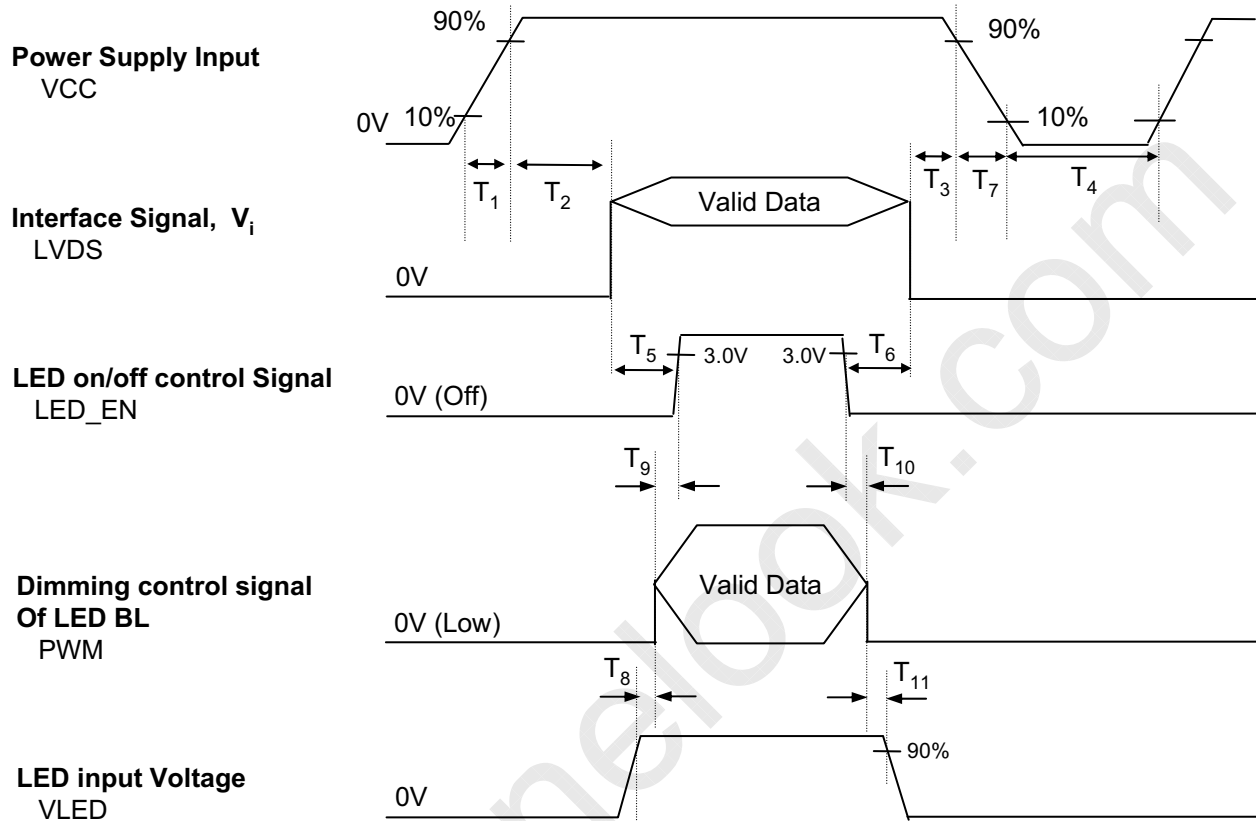 90%
90%
Power Supply Input
VCC
0V
10%
10%
T1
T2
T3
T7
T4
Valid Data
Interface Signal, Vi
LVDS
0V
T5
3.0V
3.0V
T6
LED on/off control Signal
LED_EN
0V (Off)
T9
T10
Dimming control signal
Of LED BL
PWM
Valid Data
0V (Low)
T8
T11
90%
LED input Voltage
VLED
0V
nelook.com